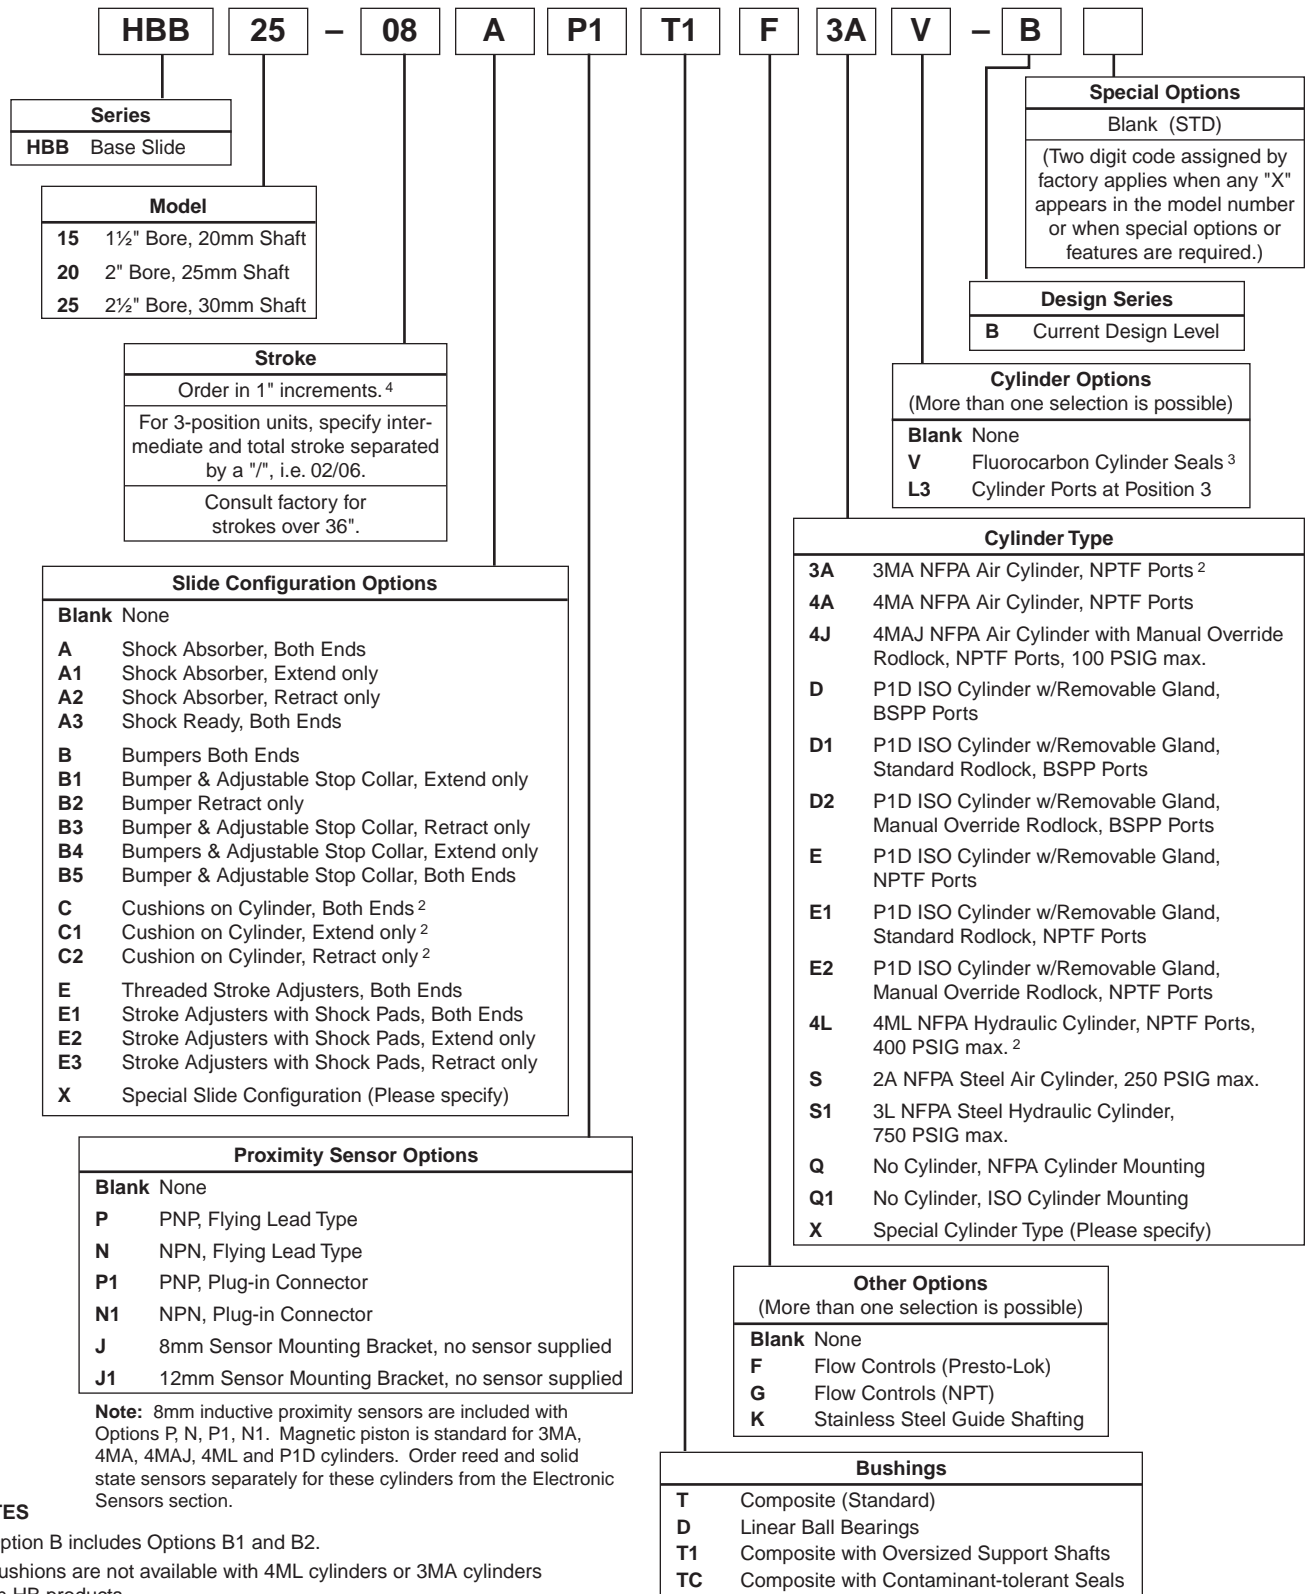 HBB 25 – 08 A P1 T1 F 3A V – B
Series
HBB Base Slide
Model
15 1½" Bore, 20mm Shaft
20 2" Bore, 25mm Shaft
25 2½" Bore, 30mm Shaft
Stroke
Order in 1" increments. 4
For 3-position units, specify inter-
mediate and total stroke separated
by a "/", i.e. 02/06.
Consult factory for
strokes over 36".
Slide Configuration Options
Blank None
A Shock Absorber, Both Ends
A1 Shock Absorber, Extend only
A2 Shock Absorber, Retract only
A3 Shock Ready, Both Ends
B Bumpers Both Ends
B1 Bumper & Adjustable Stop Collar, Extend only
B2 Bumper Retract only
B3 Bumper & Adjustable Stop Collar, Retract only
B4 Bumpers & Adjustable Stop Collar, Extend only
B5 Bumper & Adjustable Stop Collar, Both Ends
C Cushions on Cylinder, Both Ends 2
C1 Cushion on Cylinder, Extend only 2
C2 Cushion on Cylinder, Retract only 2
E Threaded Stroke Adjusters, Both Ends
E1 Stroke Adjusters with Shock Pads, Both Ends
E2 Stroke Adjusters with Shock Pads, Extend only
E3 Stroke Adjusters with Shock Pads, Retract only
X Special Slide Configuration (Please specify)
Proximity Sensor Options
Blank None
P PNP, Flying Lead Type
N NPN, Flying Lead Type
P1 PNP, Plug-in Connector
N1 NPN, Plug-in Connector
J 8mm Sensor Mounting Bracket, no sensor supplied
J1 12mm Sensor Mounting Bracket, no sensor supplied
Note: 8mm inductive proximity sensors are included with
Options P, N, P1, N1. Magnetic piston is standard for 3MA,
4MA, 4MAJ, 4ML and P1D cylinders. Order reed and solid
state sensors separately for these cylinders from the Electronic
Sensors section.
TES
ption B includes Options B1 and B2.
ushions are not available with 4ML cylinders or 3MA cylinders
HB products
Special Options
Blank (STD)
(Two digit code assigned by
factory applies when any "X"
appears in the model number
or when special options or
features are required.)
Design Series
B Current Design Level
Cylinder Options
(More than one selection is possible)
Blank None
V Fluorocarbon Cylinder Seals 3
L3 Cylinder Ports at Position 3
Cylinder Type
3A 3MA NFPA Air Cylinder, NPTF Ports 2
4A 4MA NFPA Air Cylinder, NPTF Ports
4J 4MAJ NFPA Air Cylinder with Manual Override
Rodlock, NPTF Ports, 100 PSIG max.
D P1D ISO Cylinder w/Removable Gland,
BSPP Ports
D1 P1D ISO Cylinder w/Removable Gland,
Standard Rodlock, BSPP Ports
D2 P1D ISO Cylinder w/Removable Gland,
Manual Override Rodlock, BSPP Ports
E P1D ISO Cylinder w/Removable Gland,
NPTF Ports
E1 P1D ISO Cylinder w/Removable Gland,
Standard Rodlock, NPTF Ports
E2 P1D ISO Cylinder w/Removable Gland,
Manual Override Rodlock, NPTF Ports
4L 4ML NFPA Hydraulic Cylinder, NPTF Ports,
400 PSIG max. 2
S 2A NFPA Steel Air Cylinder, 250 PSIG max.
S1 3L NFPA Steel Hydraulic Cylinder,
750 PSIG max.
Q No Cylinder, NFPA Cylinder Mounting
Q1 No Cylinder, ISO Cylinder Mounting
X Special Cylinder Type (Please specify)
Other Options
(More than one selection is possible)
Blank None
F Flow Controls (Presto-Lok)
G Flow Controls (NPT)
K Stainless Steel Guide Shafting
Bushings
T Composite (Standard)
D Linear Ball Bearings
T1 Composite with Oversized Support Shafts
TC Composite with Contaminant-tolerant Seals